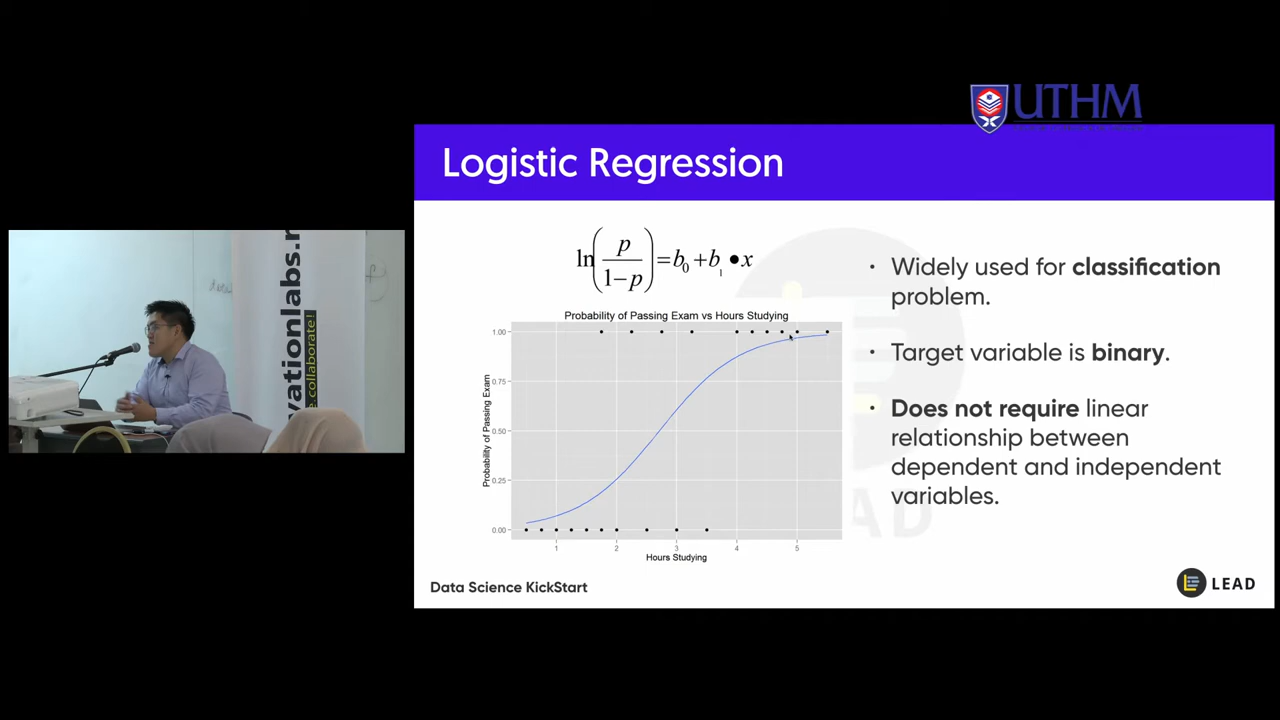 UTHM
Logistic Regression
ln(p/1−p)=b0+b1●x
Widely used for classification
problem.
Target variable is binary.
Does not require linear
relationship between
dependent and independent
variables.
Probability of Passing Exam vs Hours Studying
Probability of Passing Exam
1.00
0.75
0.50
0.25
0.00
1 2 3 4 5
Hours Studying
Data Science KickStart
LEAD
vationlabs.
collaborate!